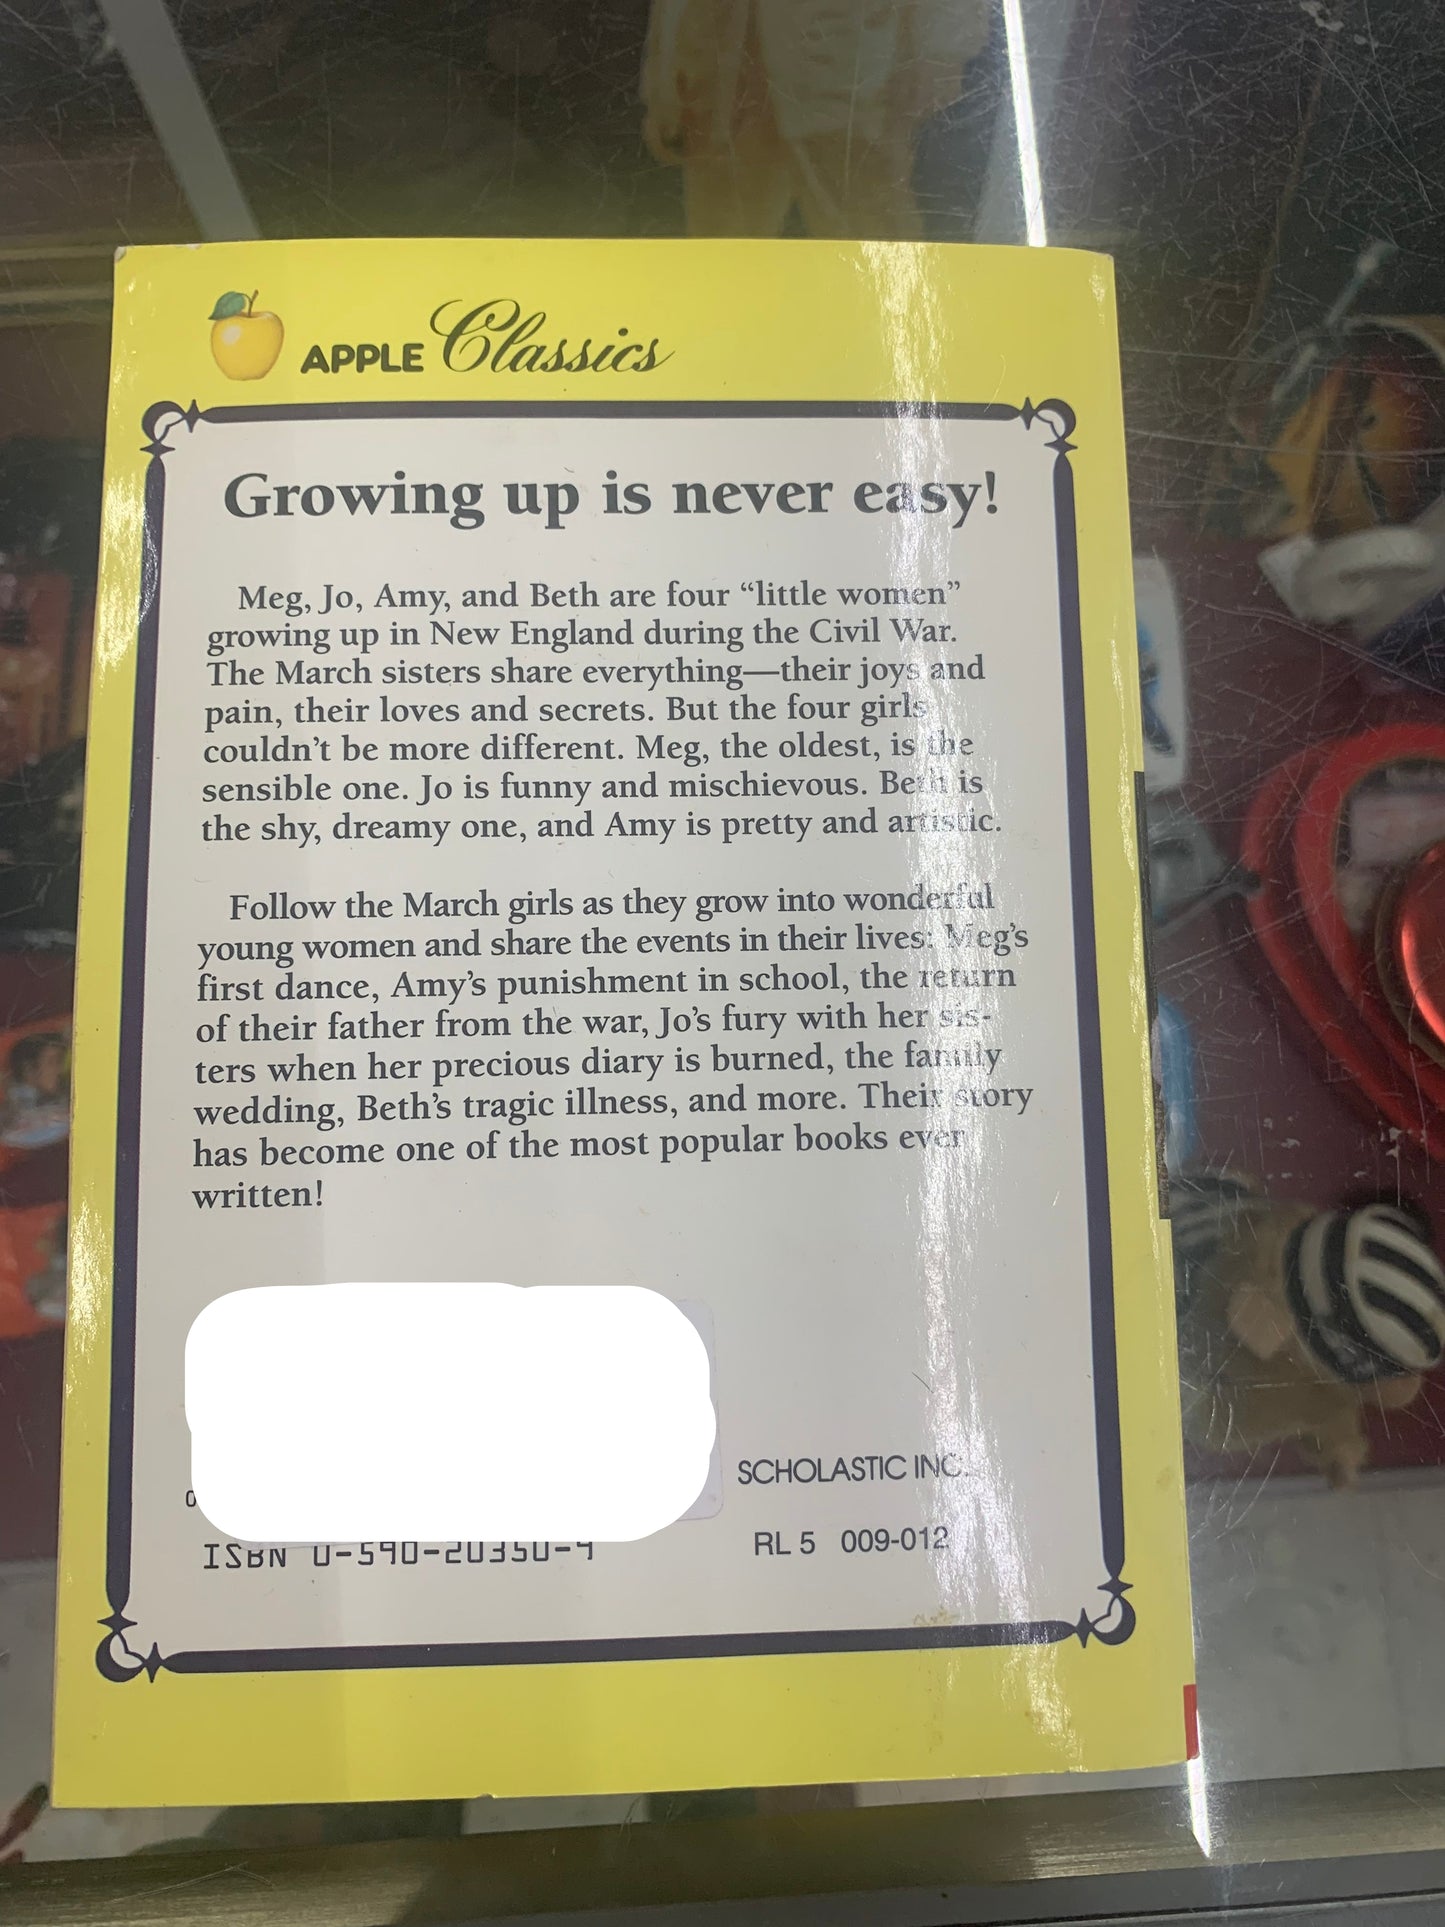 APPLE Classics
Growing up is never easy!
Meg, Jo, Amy, and Beth are four “little women”
growing up in New England during the Civil War.
The March sisters share everything—their joys and
pain, their loves and secrets. But the four girls
couldn’t be more different. Meg, the oldest, is the
sensible one. Jo is funny and mischievous. Beth is
the shy, dreamy one, and Amy is pretty and artistic.
Follow the March girls as they grow into wonderful
young women and share the events in their lives: Meg’s
first dance, Amy’s punishment in school, the return
of their father from the war, Jo’s fury with her sis-
ters when her precious diary is burned, the family
wedding, Beth’s tragic illness, and more. Their story
has become one of the most popular books ever
written!
SCHOLASTIC INC.
0
ISBN 0-590-20350-4
RL 5 009-012